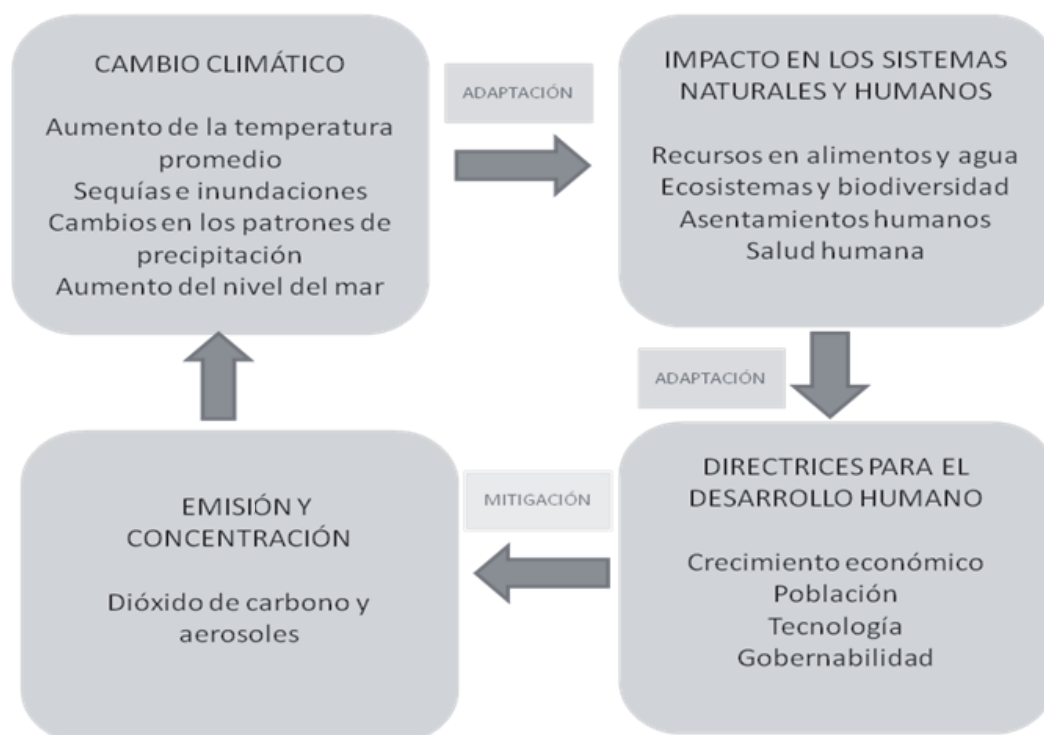 CAMBIO CLIMÁTICO
Aumento de la temperatura
promedio
Sequías e inundaciones
Cambios en los patrones de
precipitación
Aumento del nivel del mar
ADAPTACIÓN
IMPACTO EN LOS SISTEMAS
NATURALES Y HUMANOS
Recursos en alimentos y agua
Ecosistemas y biodiversidad
Asentamientos humanos
Salud humana
ADAPTACIÓN
DIRECTRICES PARA EL
DESARROLLO HUMANO
Crecimiento económico
Población
Tecnología
Gobernabilidad
MITIGACIÓN
EMISIÓN Y
CONCENTRACIÓN
Dióxido de carbono y
aerosoles